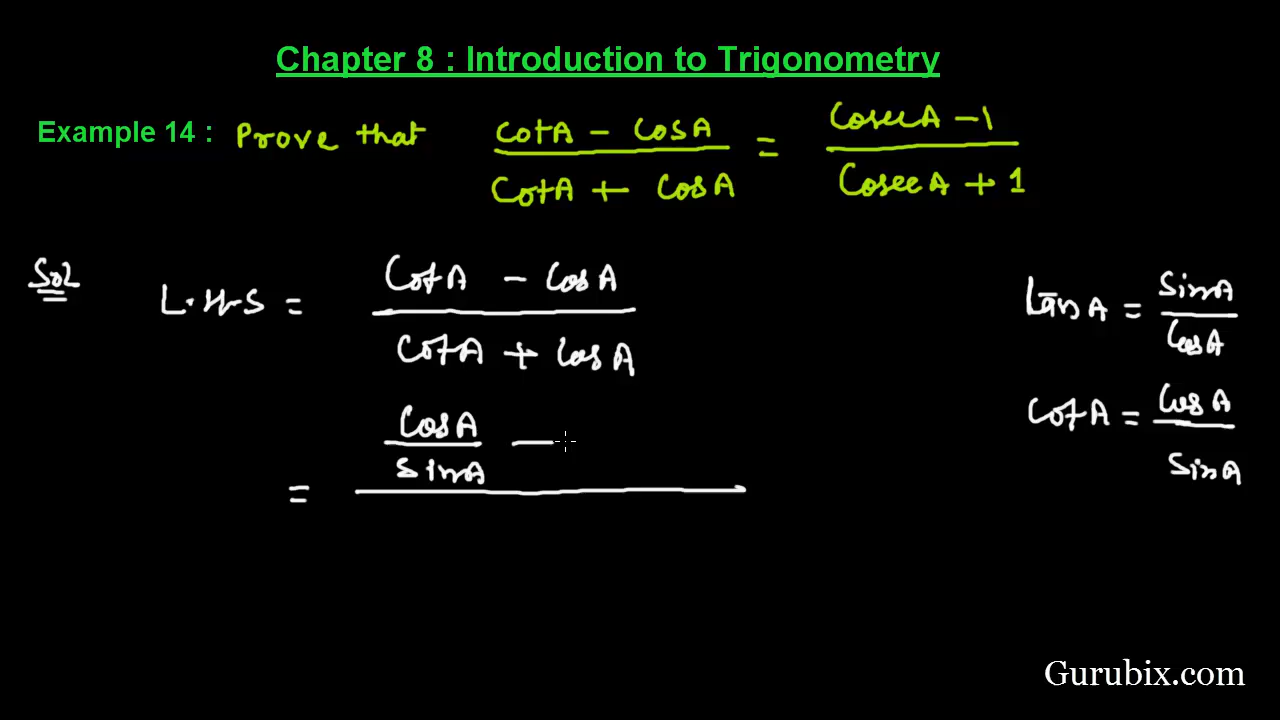 Chapter 8 : Introduction to Trigonometry
Example 14 : Prove that CotA - CosA / CotA + CosA = CosecA - 1 / CosecA + 1
Sol
L.H.S = CotA - CosA / CotA + CosA
tanA = SinA / CosA
CotA = CosA / SinA
= CosA / SinA -
Gurubix.com